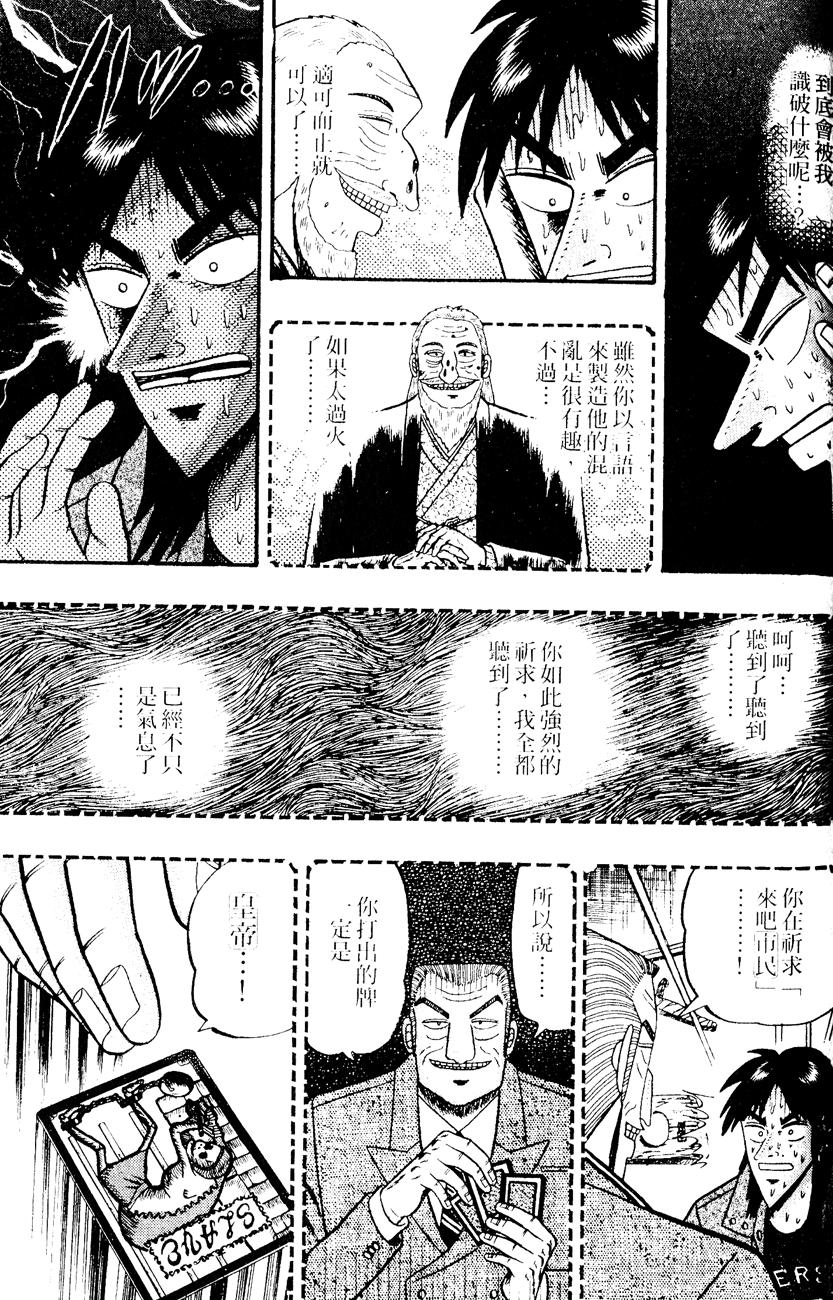 到底會被我
識破什麼呢…?
適可而止就
可以了……
雖然你以言語
來製造他的混
亂是很有趣,
不過…
如果太過火
了……
呵呵…
聽到了聽到
了………
你如此強烈的
祈求,我全都
聽到了…………
已經不只
是氣息了
……
你在祈求「
來吧市民」
………!
所以說……
你打出的牌
一定是
皇帝…!
SLAVE
ERS